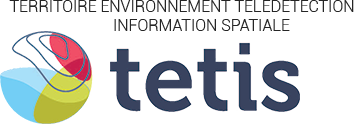 TERRITOIRE ENVIRONNEMENT TELEDETECTION
INFORMATION SPATIALE
tetis